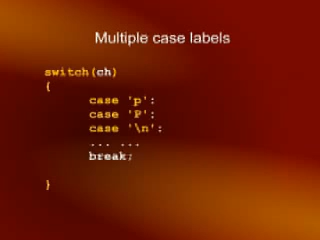 Multiple case labels
switch(ch)
{
case 'p':
case 'P':
case '\n':
... ...
break;
}